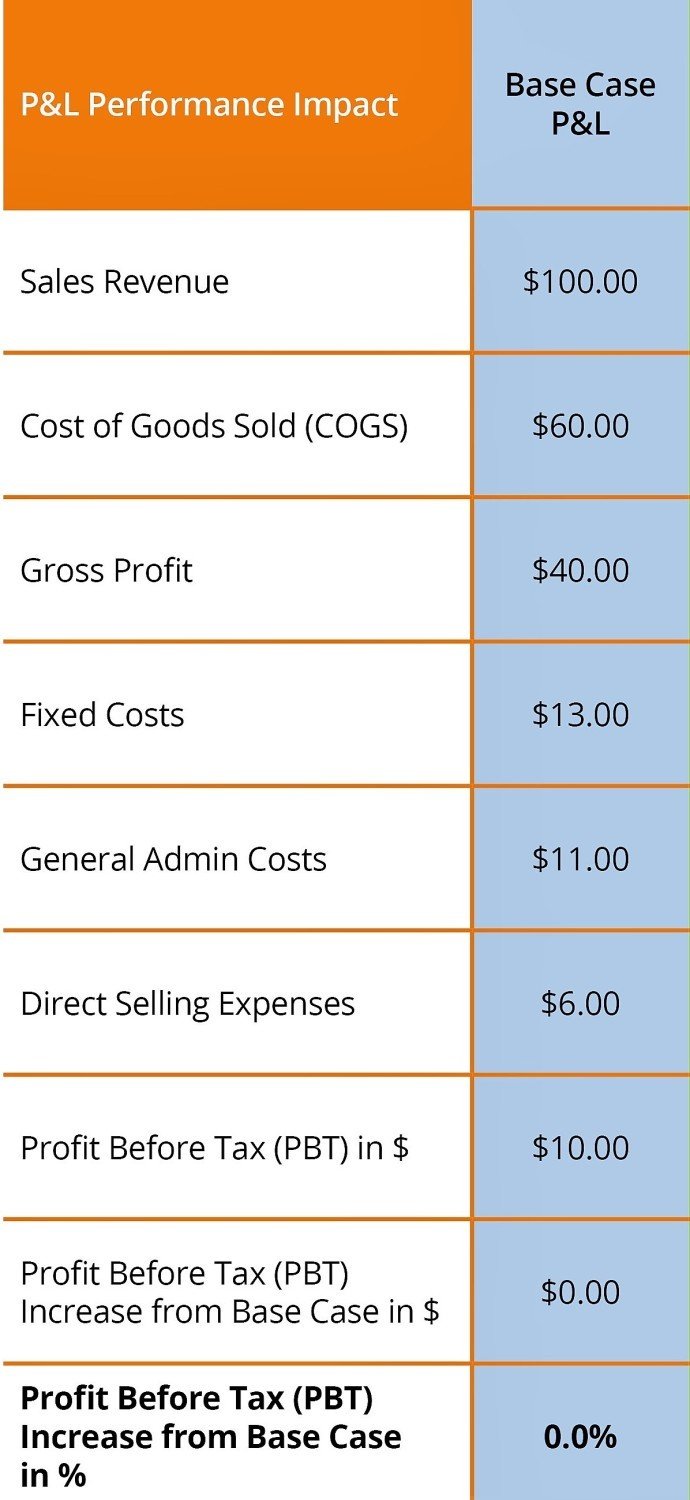 P&L Performance Impact
Base Case
P&L
Sales Revenue
$100.00
Cost of Goods Sold (COGS)
$60.00
Gross Profit
$40.00
Fixed Costs
$13.00
General Admin Costs
$11.00
Direct Selling Expenses
$6.00
Profit Before Tax (PBT) in $
$10.00
Profit Before Tax (PBT)
Increase from Base Case in $
$0.00
Profit Before Tax (PBT)
Increase from Base Case
in %
0.0%